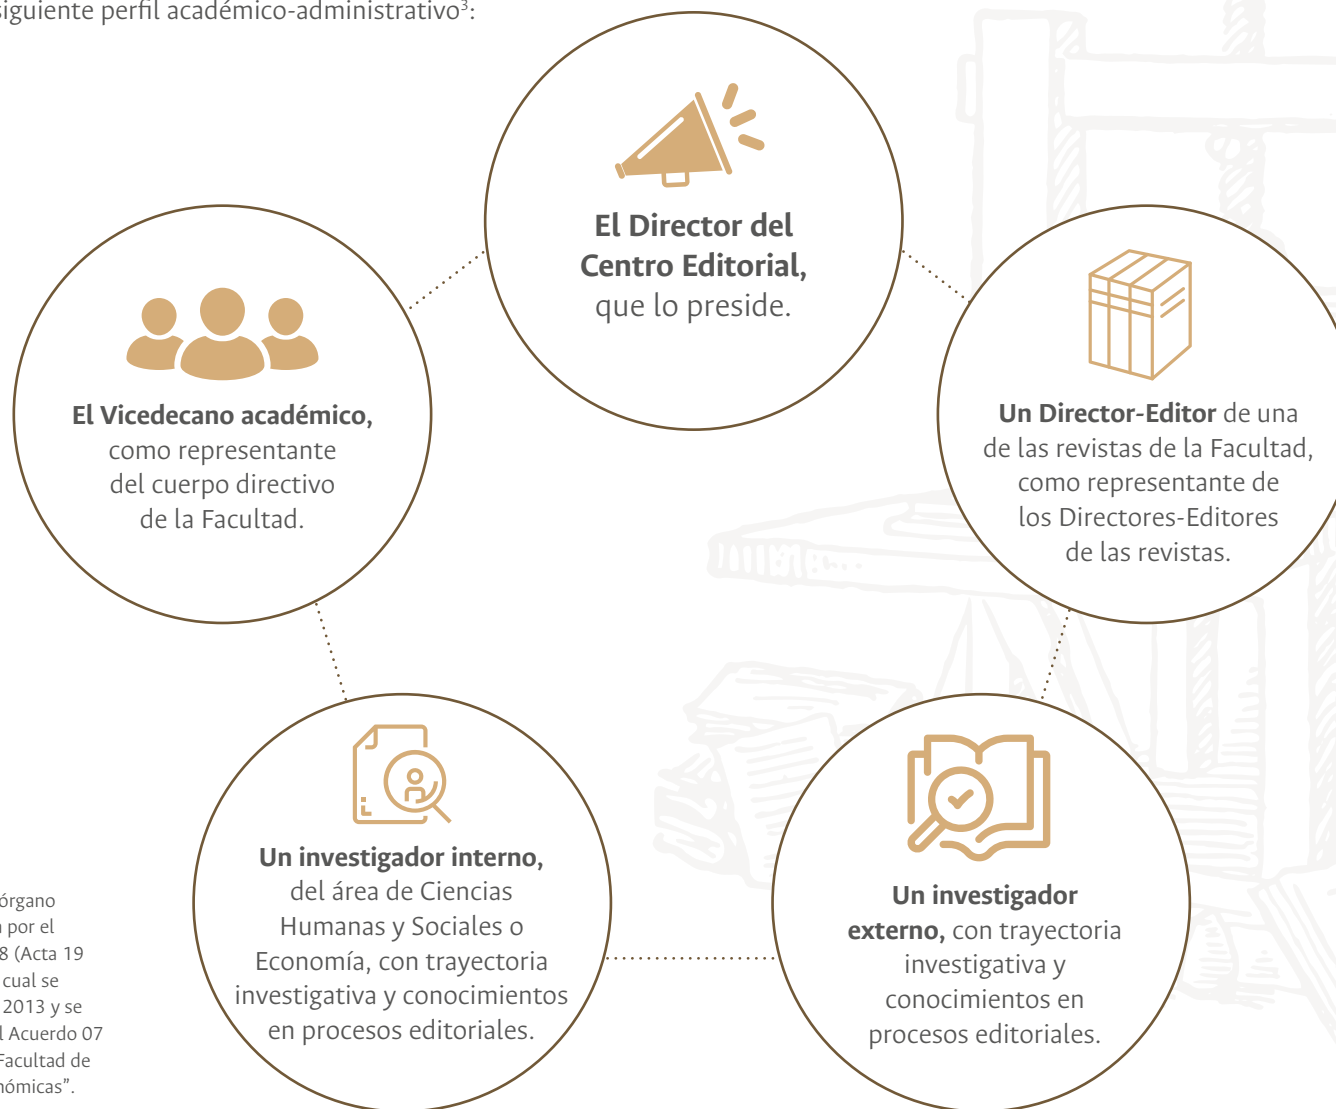 siguiente perfil académico-administrativo³:
El Director del
Centro Editorial,
que lo preside.
El Vicedecano académico,
como representante
del cuerpo directivo
de la Facultad.
Un Director-Editor de una
de las revistas de la Facultad,
como representante de
los Directores-Editores
de las revistas.
Un investigador interno,
del área de Ciencias
Humanas y Sociales o
Economía, con trayectoria
investigativa y conocimientos
en procesos editoriales.
Un investigador
externo, con trayectoria
investigativa y
conocimientos en
procesos editoriales.
órgano
por el
8 (Acta 19
cual se
2013 y se
l Acuerdo 07
Facultad de
nómicas”.